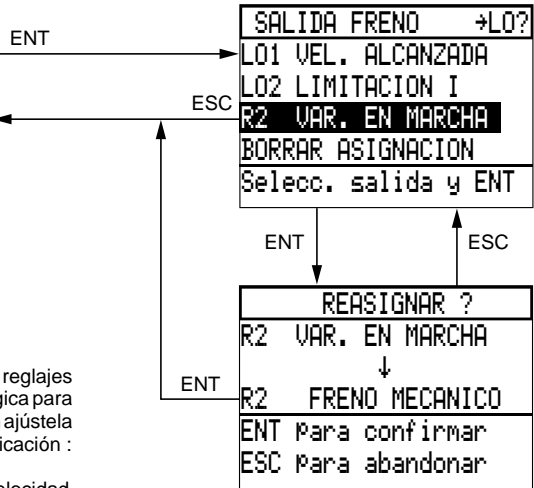 ENT
SALIDA FRENO →LO?
LO1 VEL. ALCANZADA
LO2 LIMITACION I
ESC
R2 VAR. EN MARCHA
BORRAR ASIGNACION
Selecc. salida y ENT
ENT
ESC
REASIGNAR ?
R2 VAR. EN MARCHA
↓
R2 FRENO MECANICO
ENT para confirmar
ESC para abandonar
ENT
reglajes
gica para
ajústela
icación :